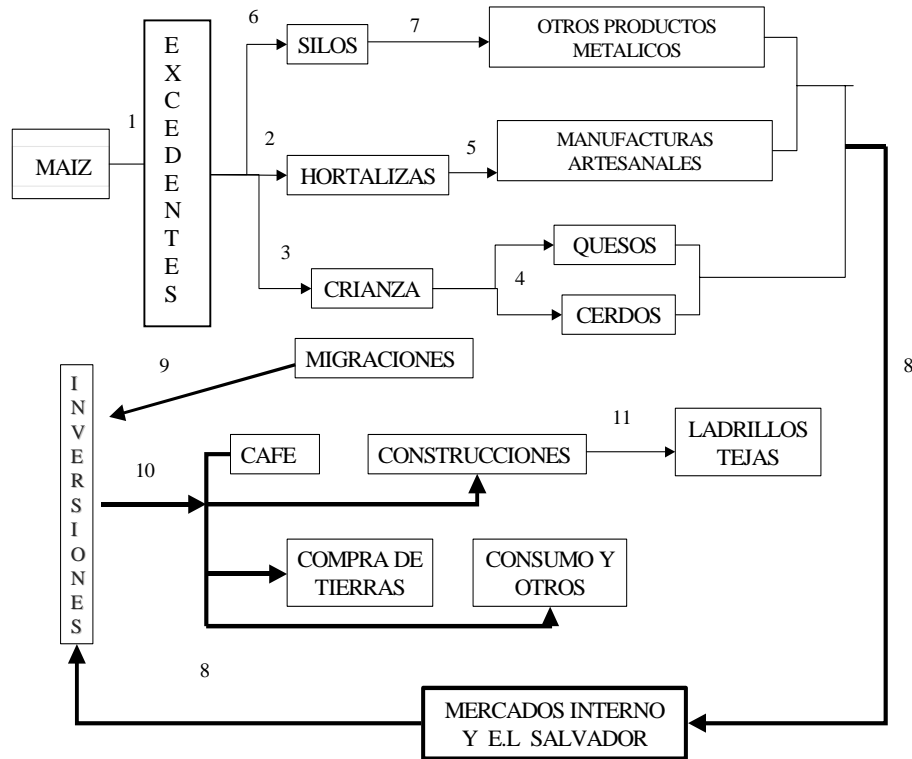 6
7
SILOS
OTROS PRODUCTOS
METALICOS
EXCEDENTES
1
MAIZ
2
5
HORTALIZAS
MANUFACTURAS
ARTESANALES
3
4
CRIANZA
QUESOS
CERDOS
8
9
MIGRACIONES
INVERSIONES
10
CAFE
CONSTRUCCIONES
11
LADRILLOS
TEJAS
COMPRA DE
TIERRAS
CONSUMO Y
OTROS
8
MERCADOS INTERNO
Y E.L SALVADOR